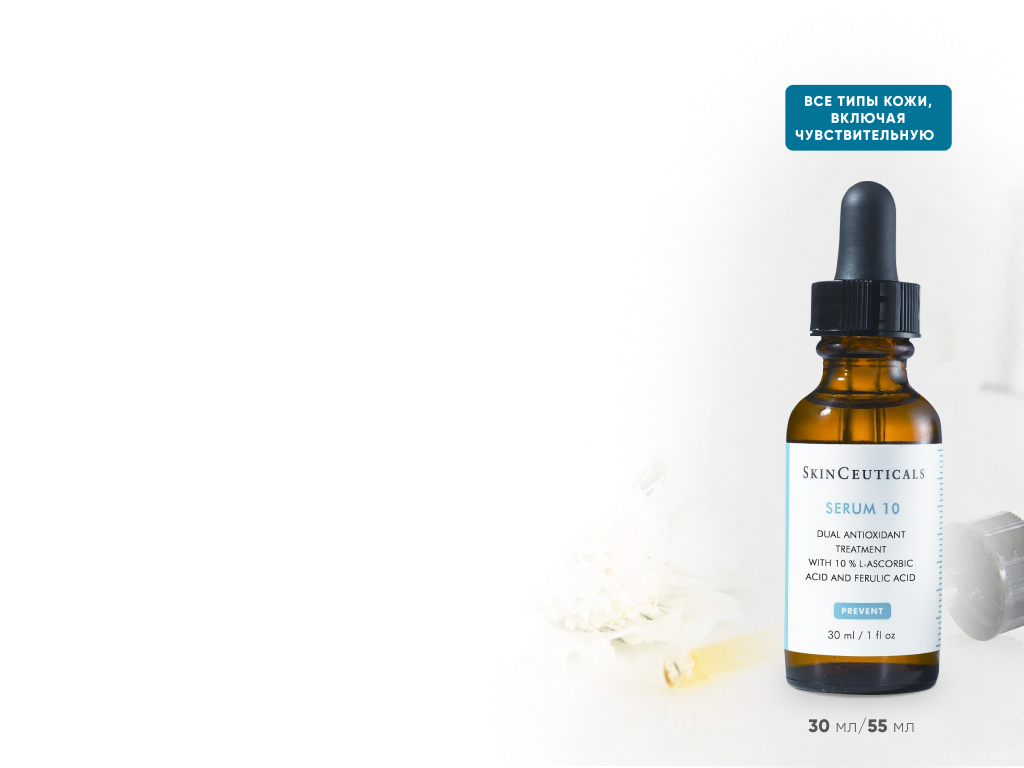 ВСЕ ТИПЫ КОЖИ,
ВКЛЮЧАЯ
ЧУВСТВИТЕЛЬНУЮ
SKINCEUTICALS
SERUM 10
DUAL ANTIOXIDANT
TREATMENT
WITH 10 % L-ASCORBIC
ACID AND FERULIC ACID
PREVENT
30 ml / 1 fl oz
30 мл/55 мл